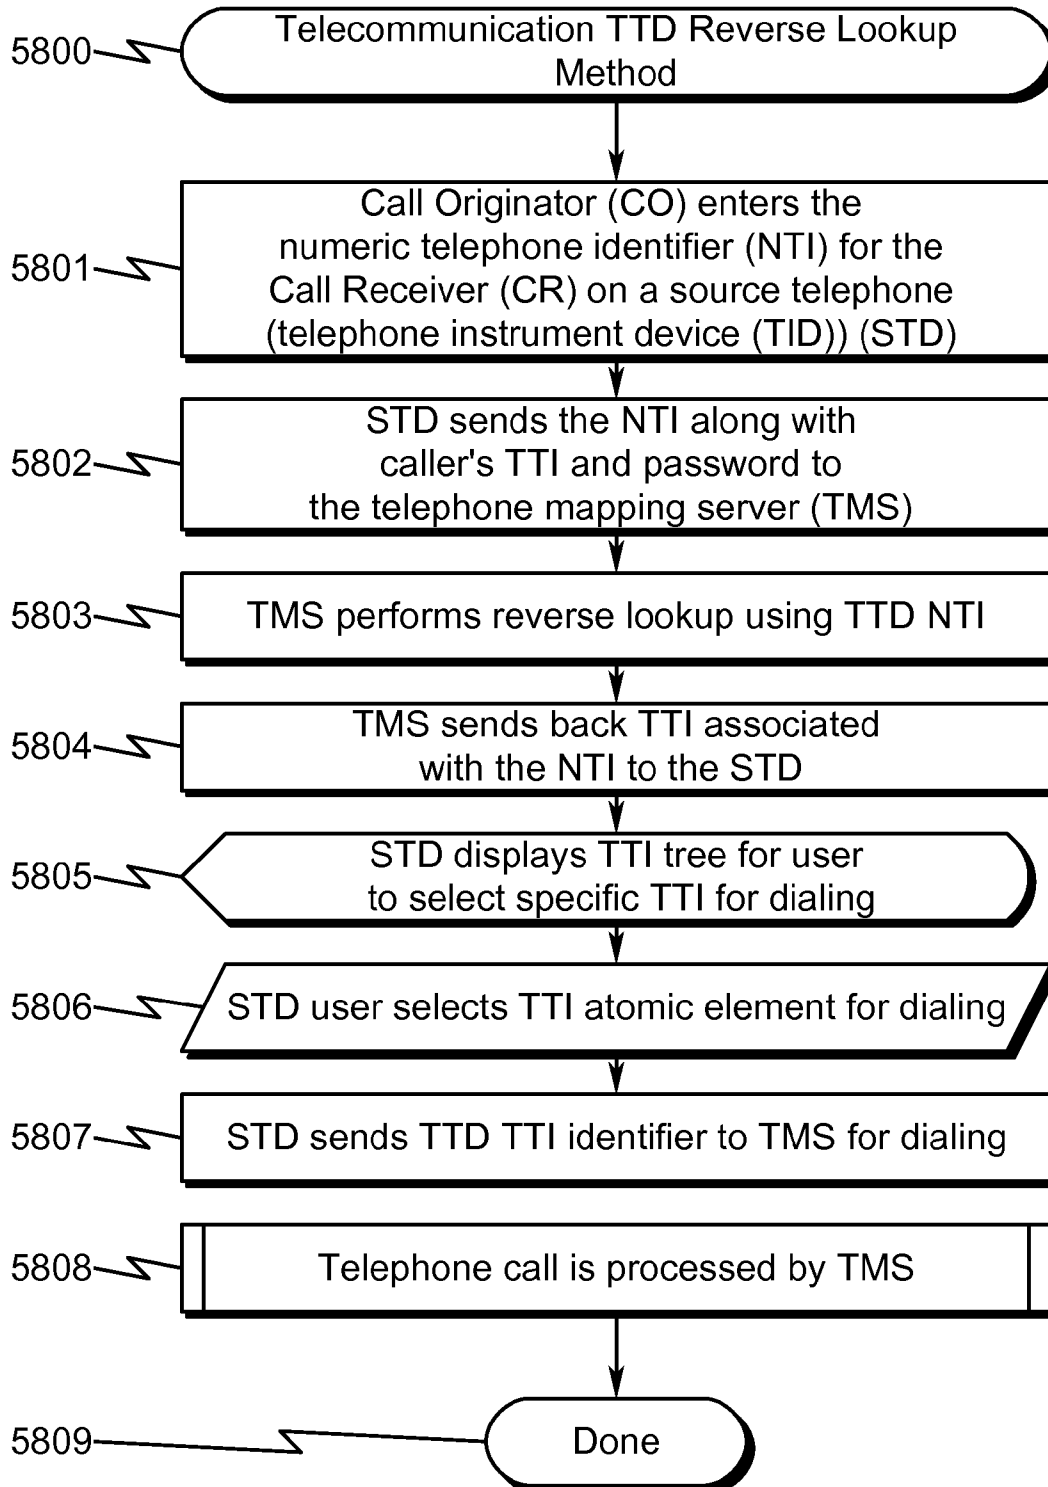 5800
Telecommunication TTD Reverse Lookup
Method
5801
Call Originator (CO) enters the
numeric telephone identifier (NTI) for the
Call Receiver (CR) on a source telephone
(telephone instrument device (TID)) (STD)
5802
STD sends the NTI along with
caller's TTI and password to
the telephone mapping server (TMS)
5803
TMS performs reverse lookup using TTD NTI
5804
TMS sends back TTI associated
with the NTI to the STD
5805
STD displays TTI tree for user
to select specific TTI for dialing
5806
STD user selects TTI atomic element for dialing
5807
STD sends TTD TTI identifier to TMS for dialing
5808
Telephone call is processed by TMS
5809
Done